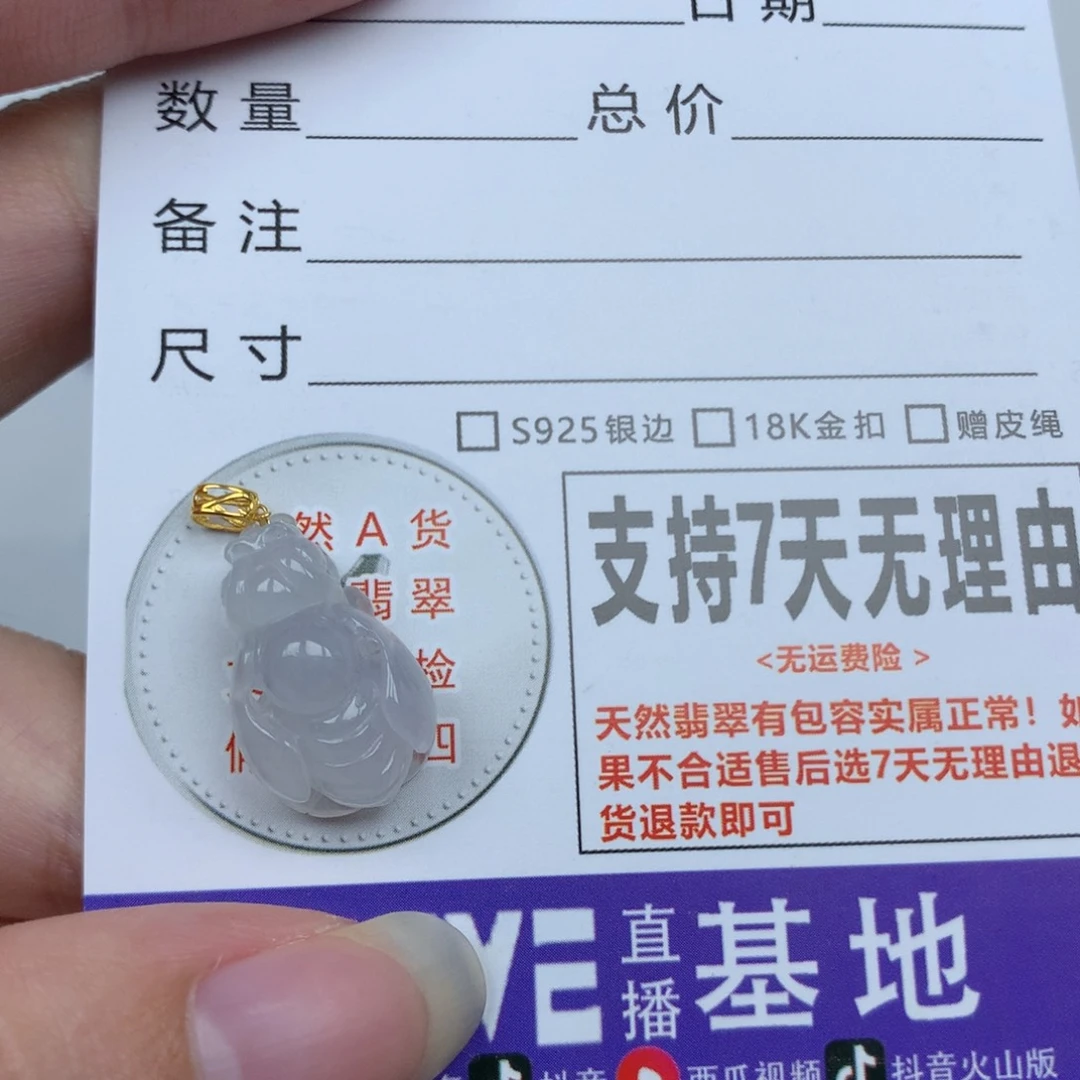 日期
数量 总价
备注
尺寸
S925银边 18K金扣 赠皮绳
然A货
翡翠
检
四
支持7天无理由
<无运费险 >
天然翡翠有包容实属正常！如
果不合适售后选7天无理由退
货退款即可
VE 直播 基地
抖音 西瓜视频 抖音火山版